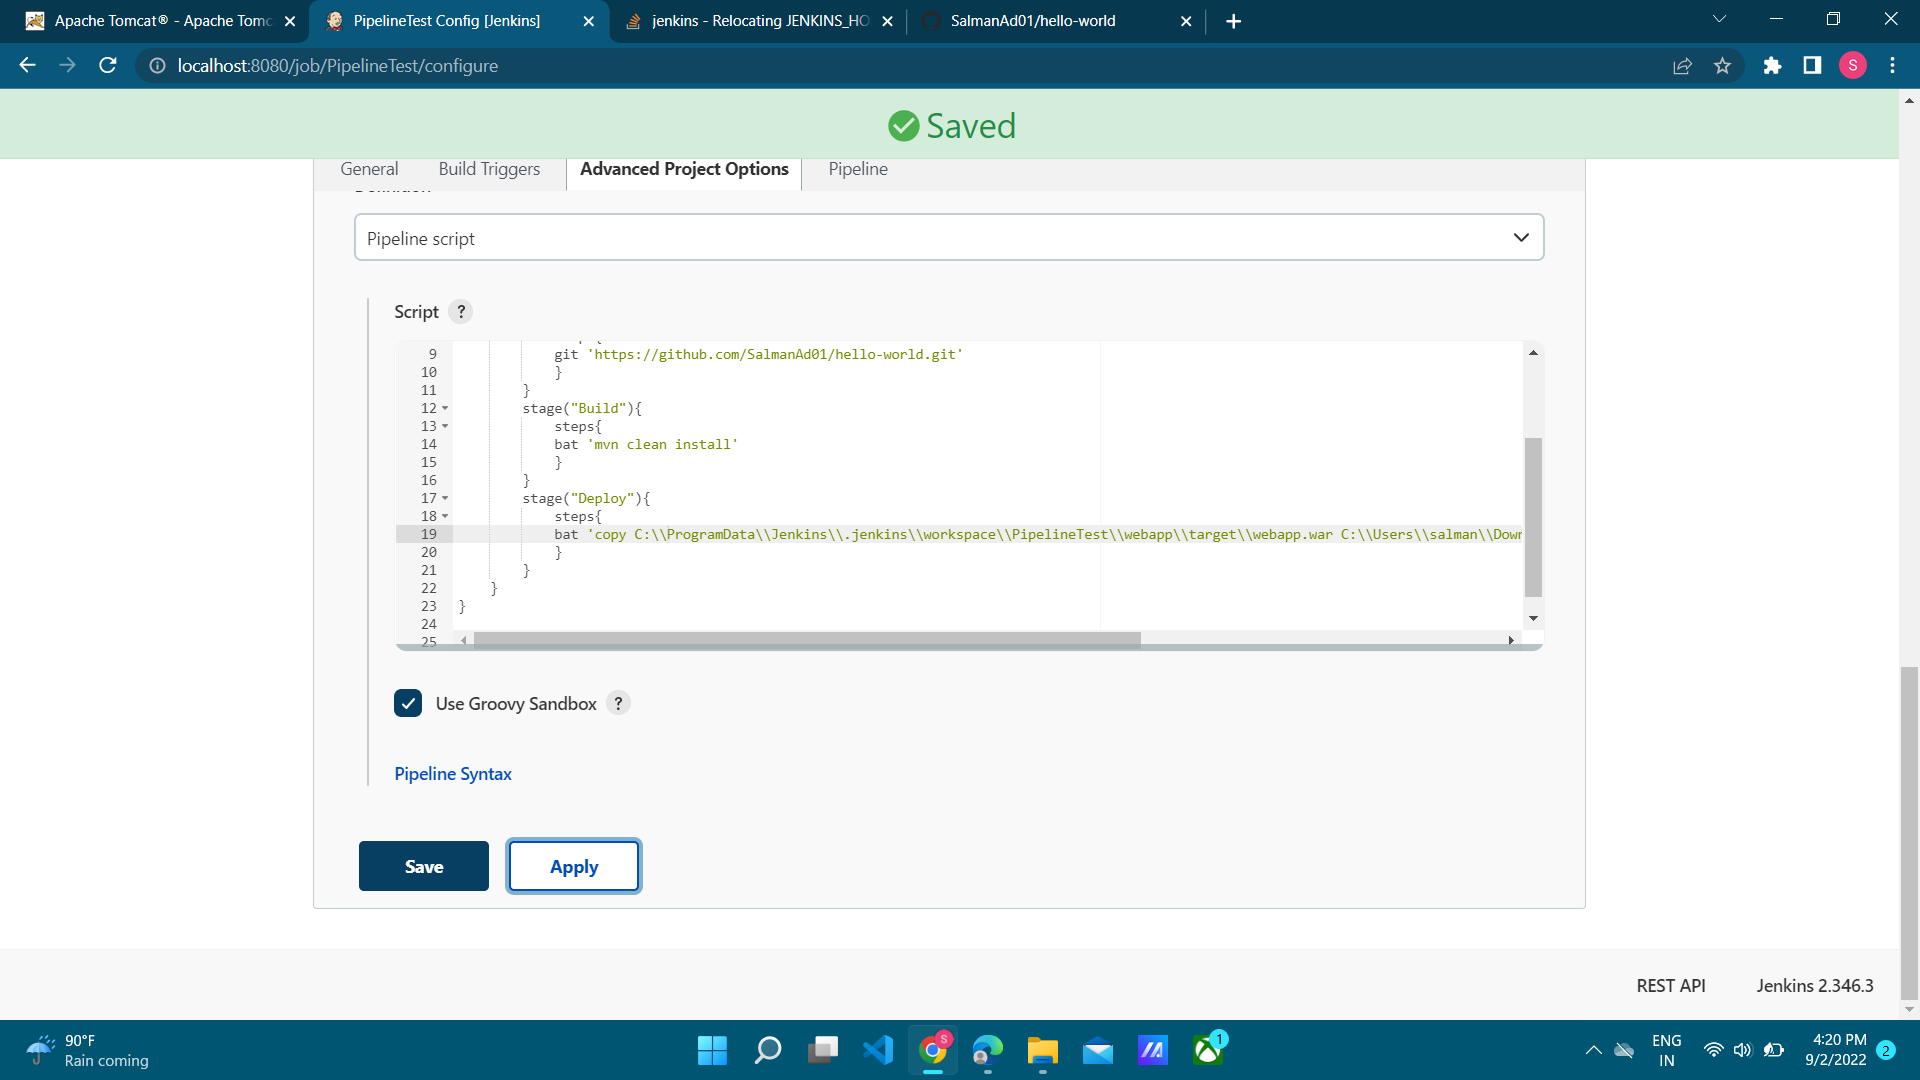 Apache Tomcat® - Apache Tomc
PipelineTest Config [Jenkins]
jenkins - Relocating JENKINS_HO
SalmanAd01/hello-world
localhost:8080/job/PipelineTest/configure
S
Saved
General
Build Triggers
Advanced Project Options
Pipeline
Definition
Pipeline script
Script ?
9 git 'https://github.com/SalmanAd01/hello-world.git'
10 }
11 }
12 stage("Build"){
13 steps{
14 bat 'mvn clean install'
15 }
16 }
17 stage("Deploy"){
18 steps{
19 bat 'copy C:\\ProgramData\\Jenkins\\.jenkins\\workspace\\PipelineTest\\webapp\\target\\webapp.war C:\\Users\\salman\\Down
20 }
21 }
22 }
23 }
24
25
Use Groovy Sandbox ?
Pipeline Syntax
Save
Apply
REST API
Jenkins 2.346.3
90°F
Rain coming
S
1
ENG
IN
4:20 PM
9/2/2022
2